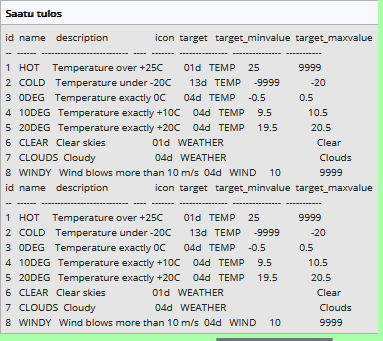 Saatu tulos
id name description icon target target_minvalue target_maxvalue
-- ------ --------------------------- ---- ------- --------------- ------------
1 HOT Temperature over +25C 01d TEMP 25 9999
2 COLD Temperature under -20C 13d TEMP -9999 -20
3 0DEG Temperature exactly 0C 04d TEMP -0.5 0.5
4 10DEG Temperature exactly +10C 04d TEMP 9.5 10.5
5 20DEG Temperature exactly +20C 04d TEMP 19.5 20.5
6 CLEAR Clear skies 01d WEATHER Clear
7 CLOUDS Cloudy 04d WEATHER Clouds
8 WINDY Wind blows more than 10 m/s 04d WIND 10 9999
id name description icon target target_minvalue target_maxvalue
-- ------ --------------------------- ---- ------- --------------- ------------
1 HOT Temperature over +25C 01d TEMP 25 9999
2 COLD Temperature under -20C 13d TEMP -9999 -20
3 0DEG Temperature exactly 0C 04d TEMP -0.5 0.5
4 10DEG Temperature exactly +10C 04d TEMP 9.5 10.5
5 20DEG Temperature exactly +20C 04d TEMP 19.5 20.5
6 CLEAR Clear skies 01d WEATHER Clear
7 CLOUDS Cloudy 04d WEATHER Clouds
8 WINDY Wind blows more than 10 m/s 04d WIND 10 9999